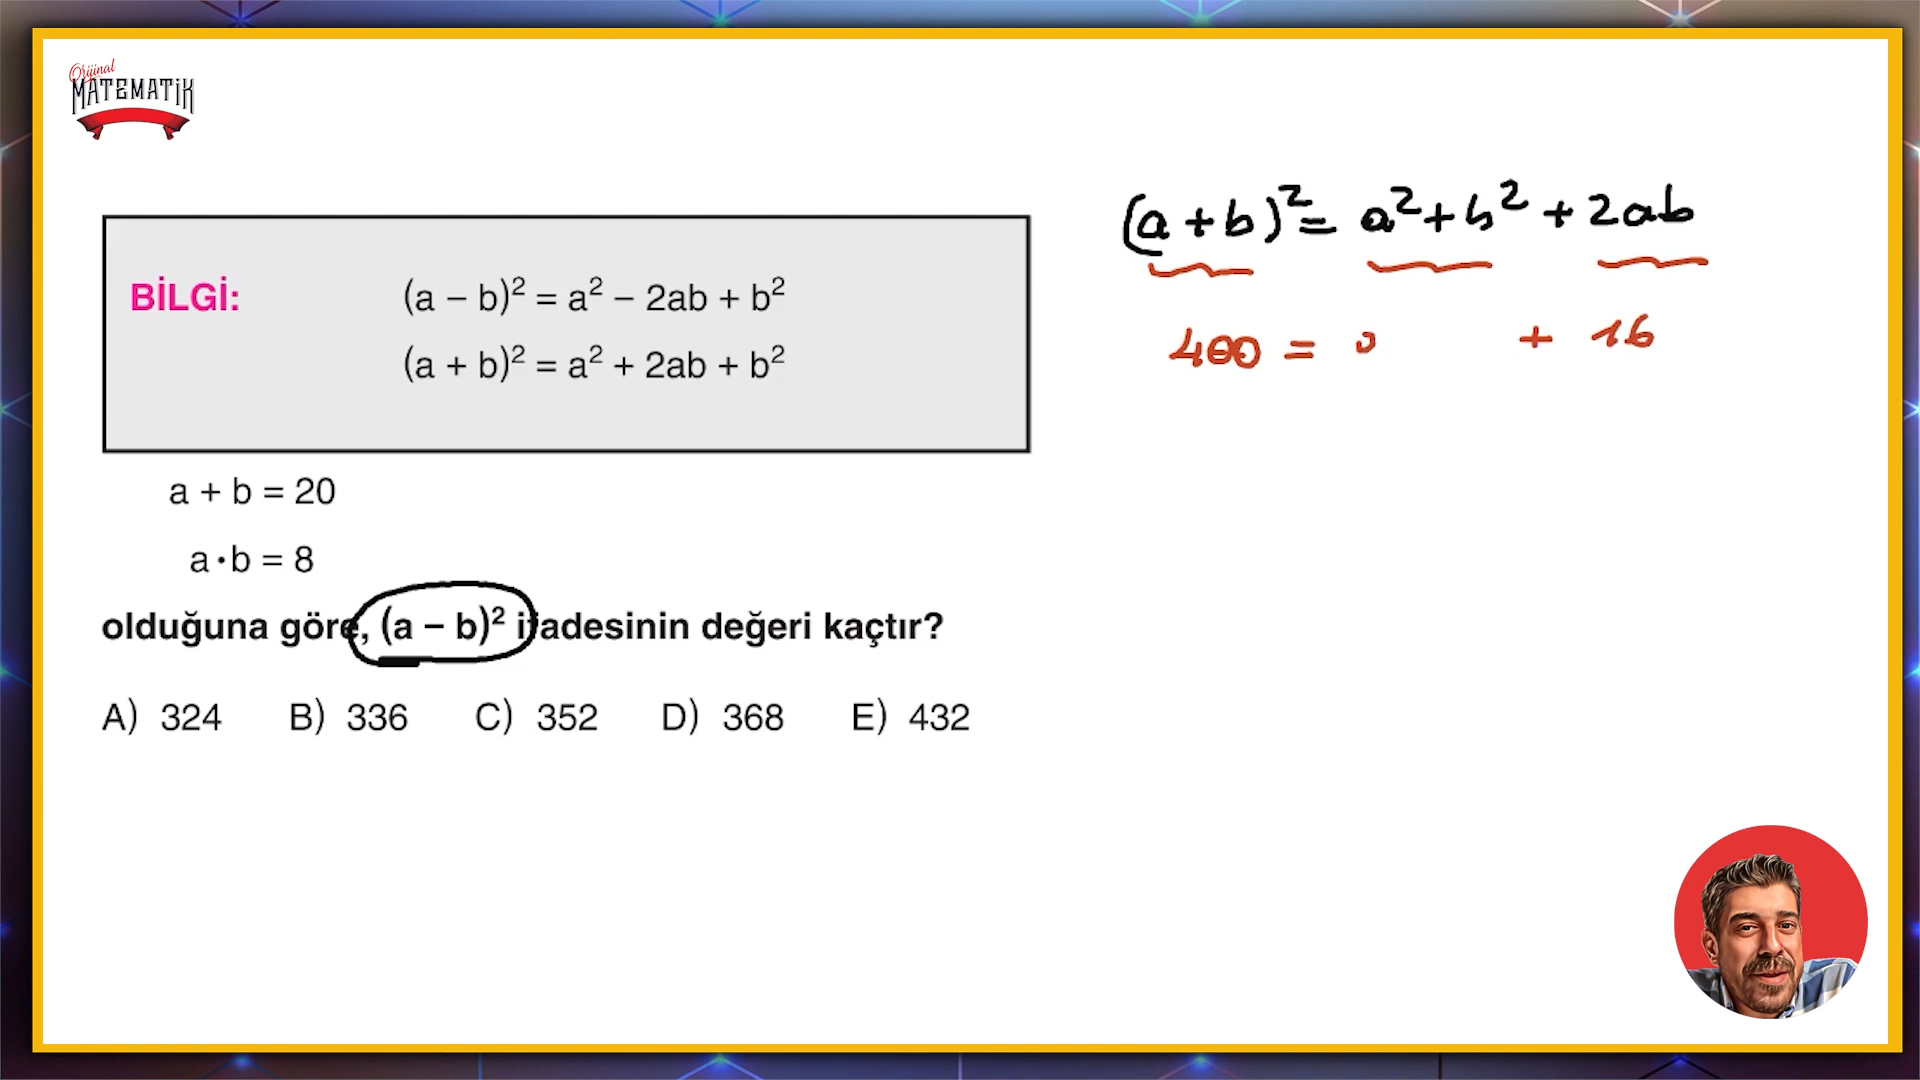 Orijinal
MATEMATİK
BİLGİ: (a − b)² = a² − 2ab + b²
(a + b)² = a² + 2ab + b²
a + b = 20
a·b = 8
olduğuna göre, (a − b)² ifadesinin değeri kaçtır?
A) 324 B) 336 C) 352 D) 368 E) 432
(a+b)² = a²+b²+2ab
400 = + 16